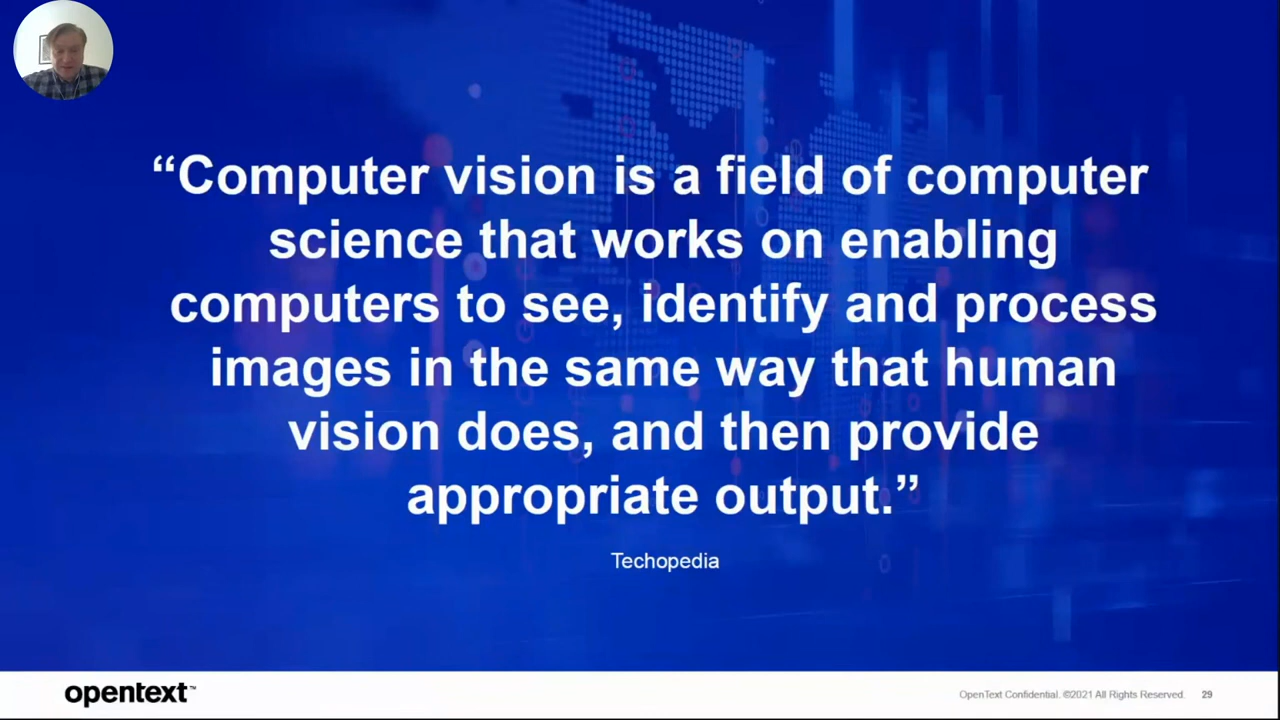 “Computer vision is a field of computer
science that works on enabling
computers to see, identify and process
images in the same way that human
vision does, and then provide
appropriate output.”
Techopedia
opentext™
OpenText Confidential. ©2021 All Rights Reserved. 29